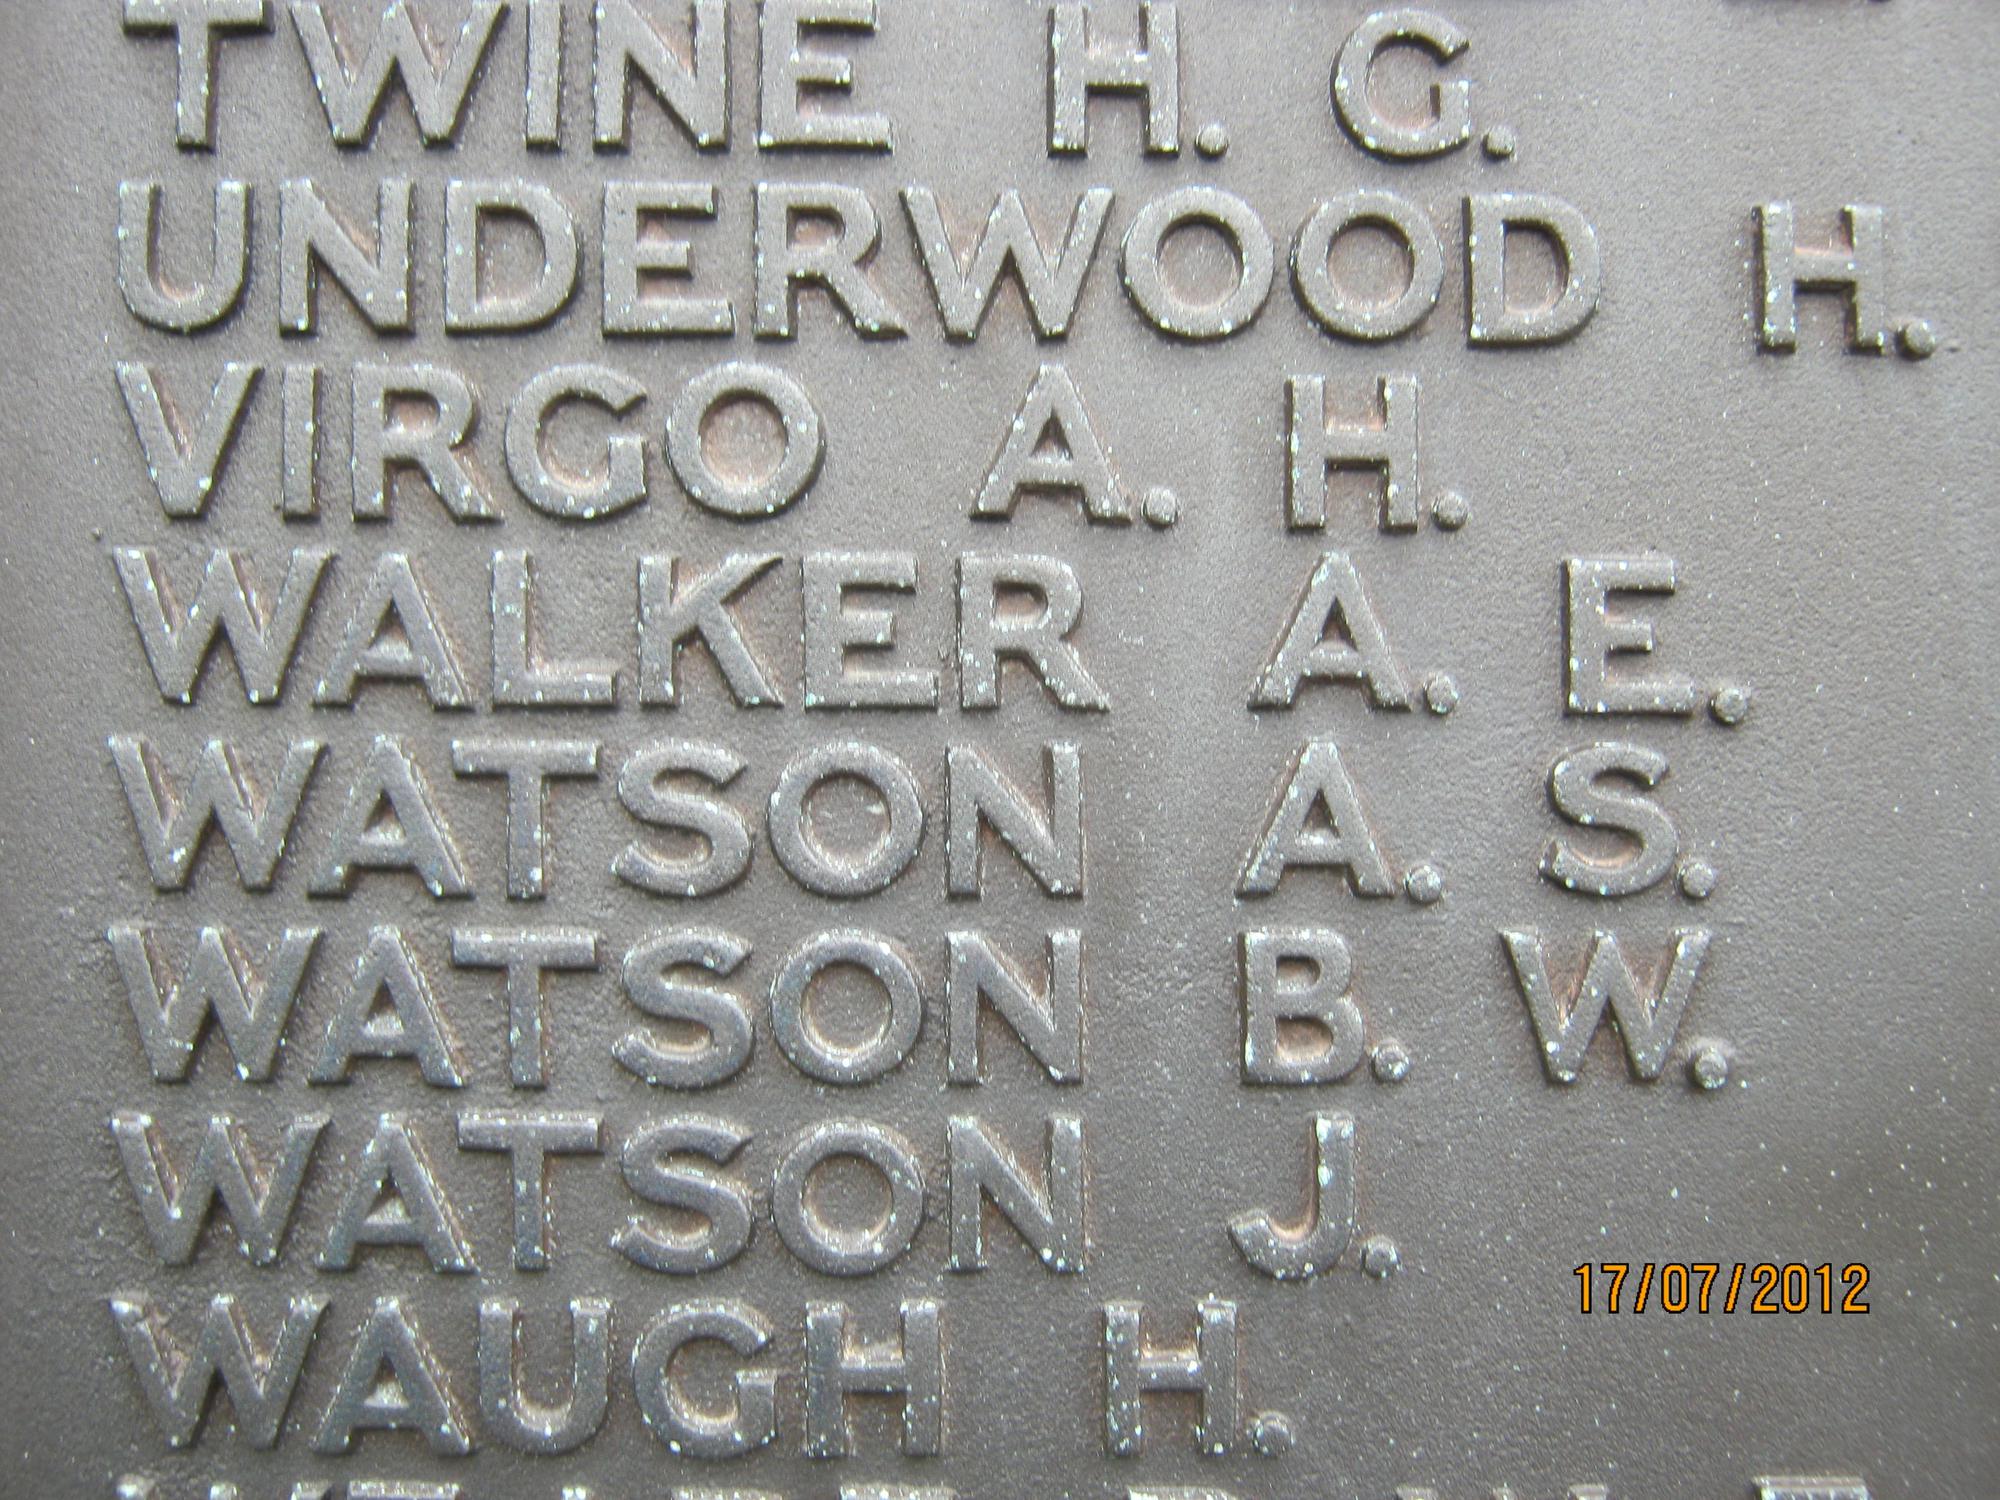 TWINE H. G.
UNDERWOOD H.
VIRGO A. H.
WALKER A. E.
WATSON A. S.
WATSON B. W.
WATSON J.
WAUGH H.
17/07/2012